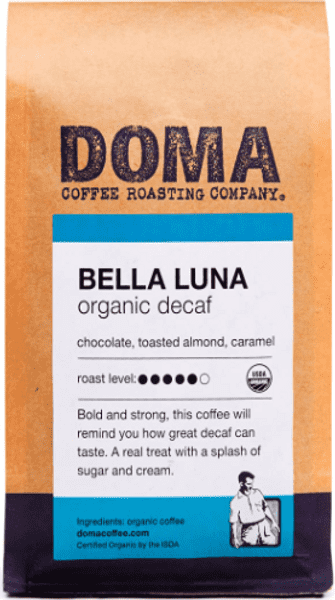 DOMA
COFFEE ROASTING COMPANY®
BELLA LUNA
organic decaf
chocolate, toasted almond, caramel
roast level:●●●●●○
USDA
ORGANIC
Bold and strong, this coffee will
remind you how great decaf can
taste. A real treat with a splash of
sugar and cream.
Ingredients: organic coffee
domacoffee.com
Certified Organic by the ISDA